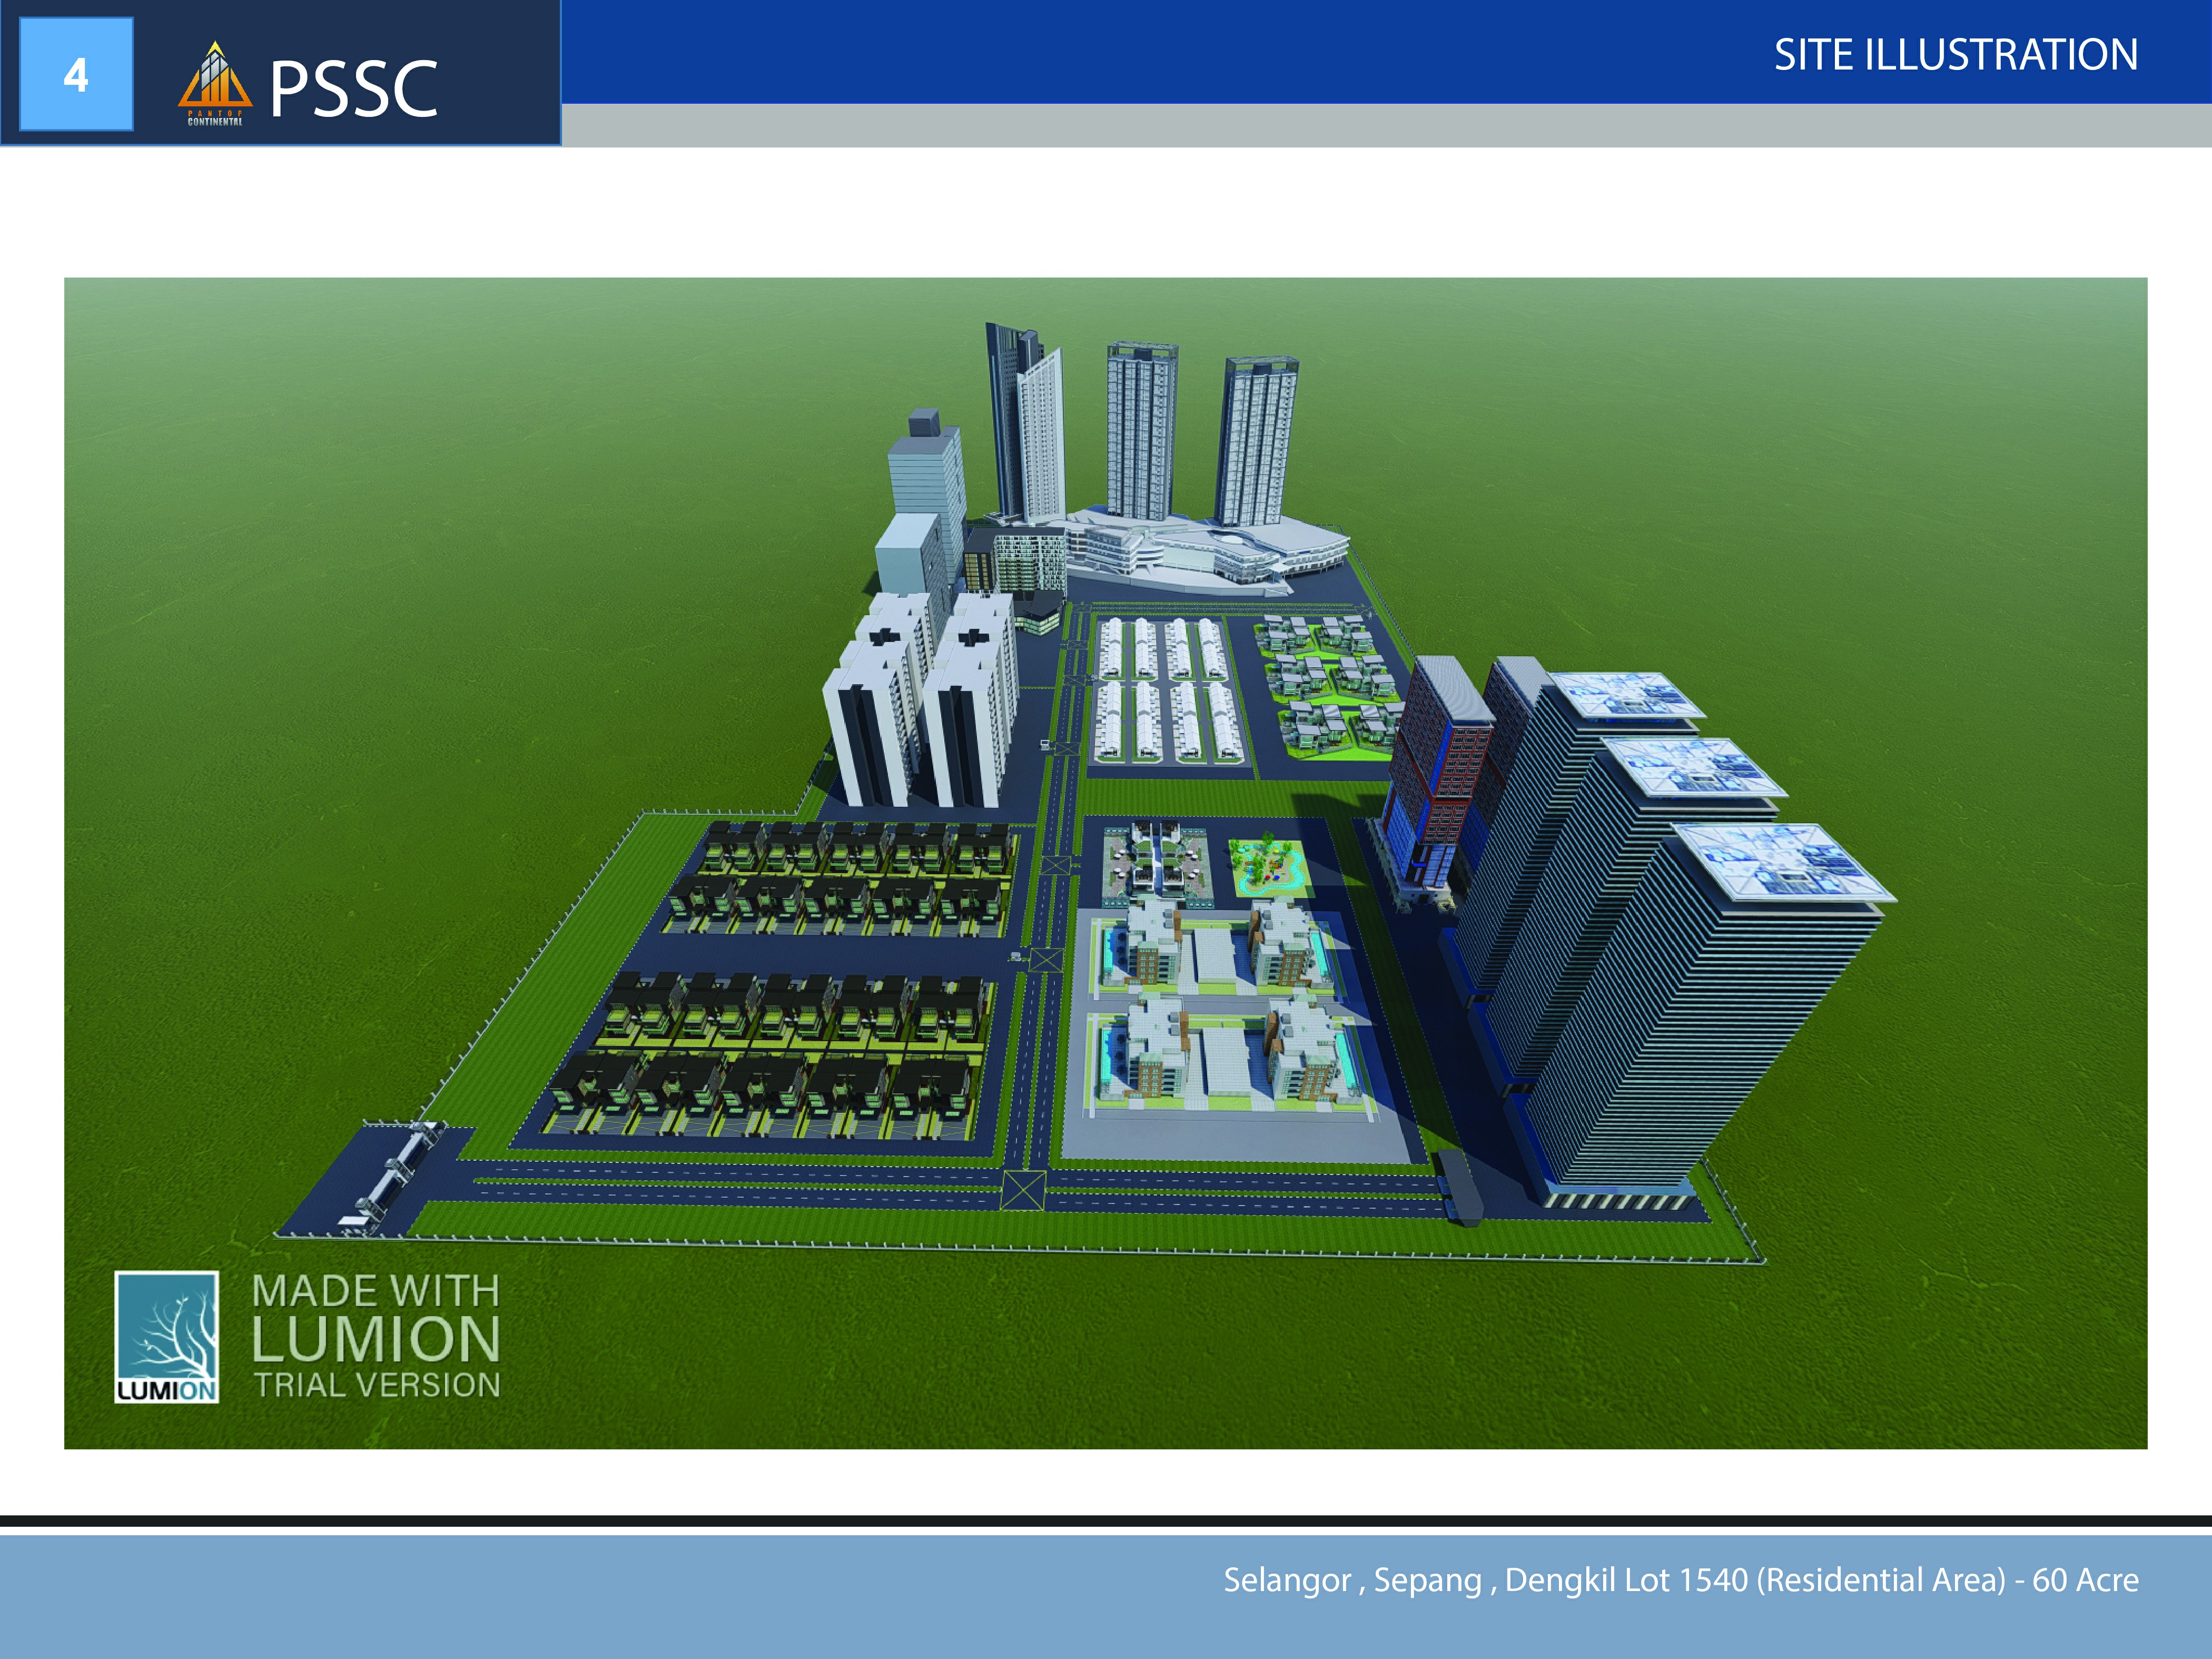 4
PANTOP
CONTINENTAL
PSSC
SITE ILLUSTRATION
MADE WITH
LUMION
TRIAL VERSION
LUMION
Selangor , Sepang , Dengkil Lot 1540 (Residential Area) - 60 Acre